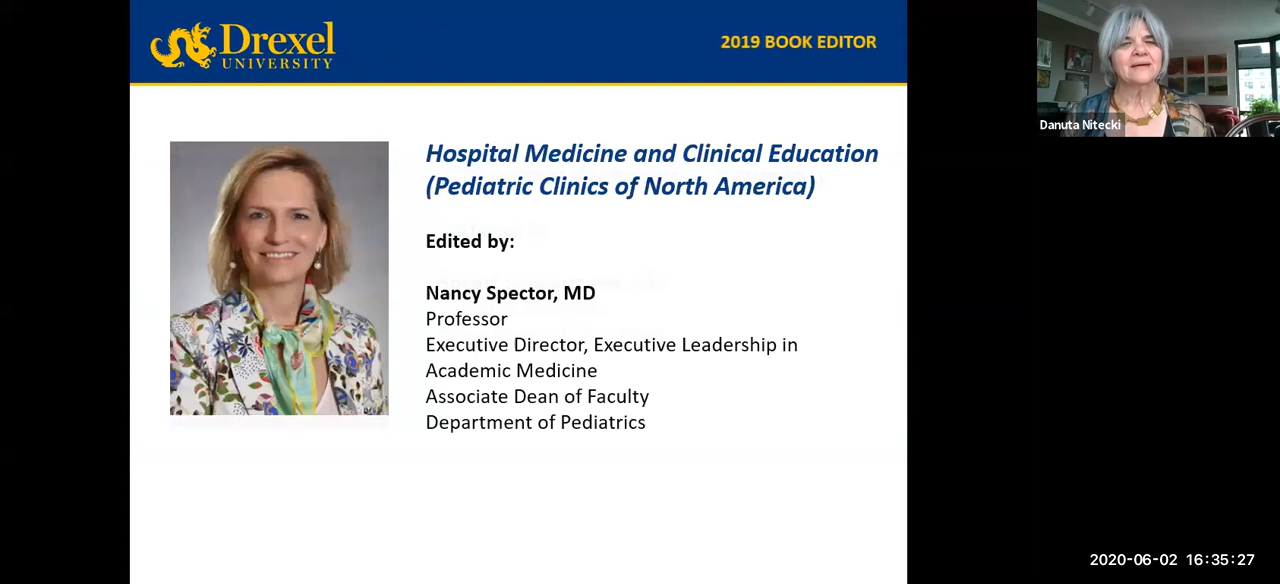 Drexel
UNIVERSITY
2019 BOOK EDITOR
Hospital Medicine and Clinical Education
(Pediatric Clinics of North America)
Edited by:
Nancy Spector, MD
Professor
Executive Director, Executive Leadership in
Academic Medicine
Associate Dean of Faculty
Department of Pediatrics
Danuta Nitecki
2020-06-02 16:35:27